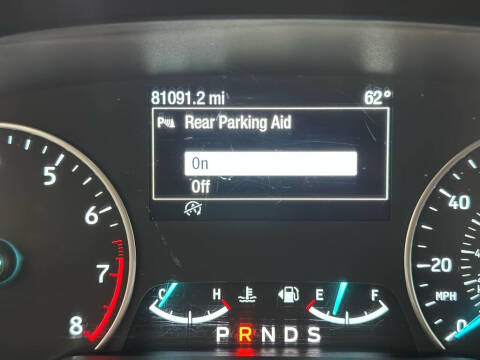 81091.2 mi 62°
P Rear Parking Aid
On
Off
5
6
7
8
40
20
MPH
0
C H E F
P R N D S